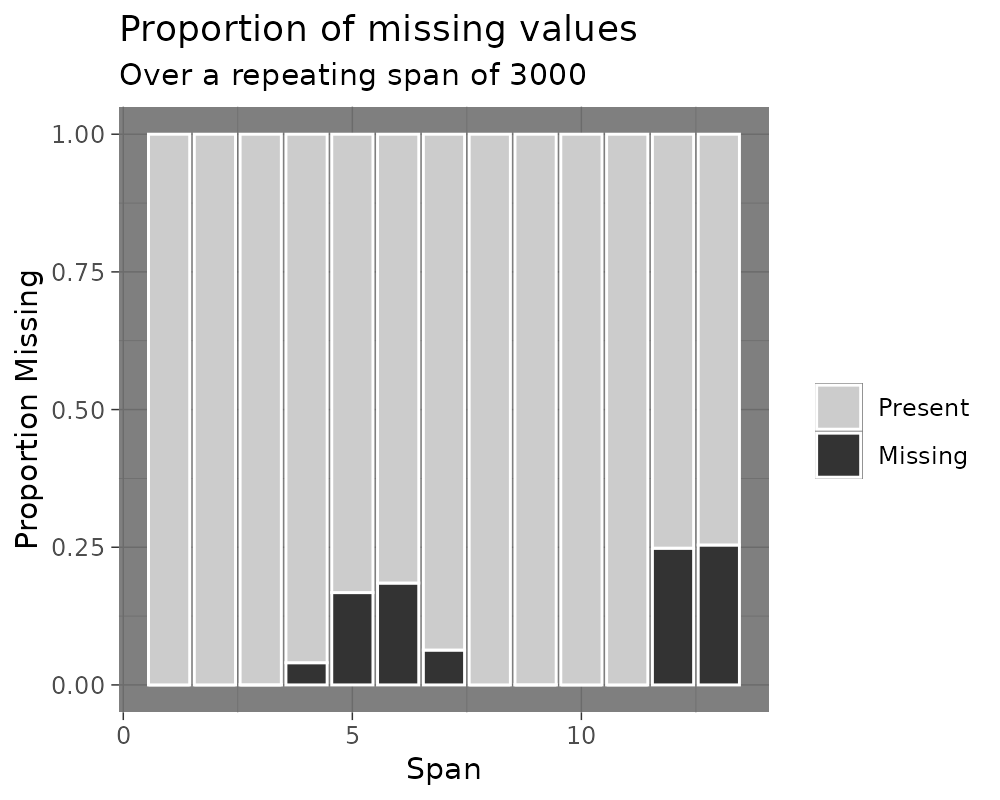 Proportion of missing values
Over a repeating span of 3000
Proportion Missing
1.00
0.75
0.50
0.25
0.00
0 5 10
Span
Present
Missing